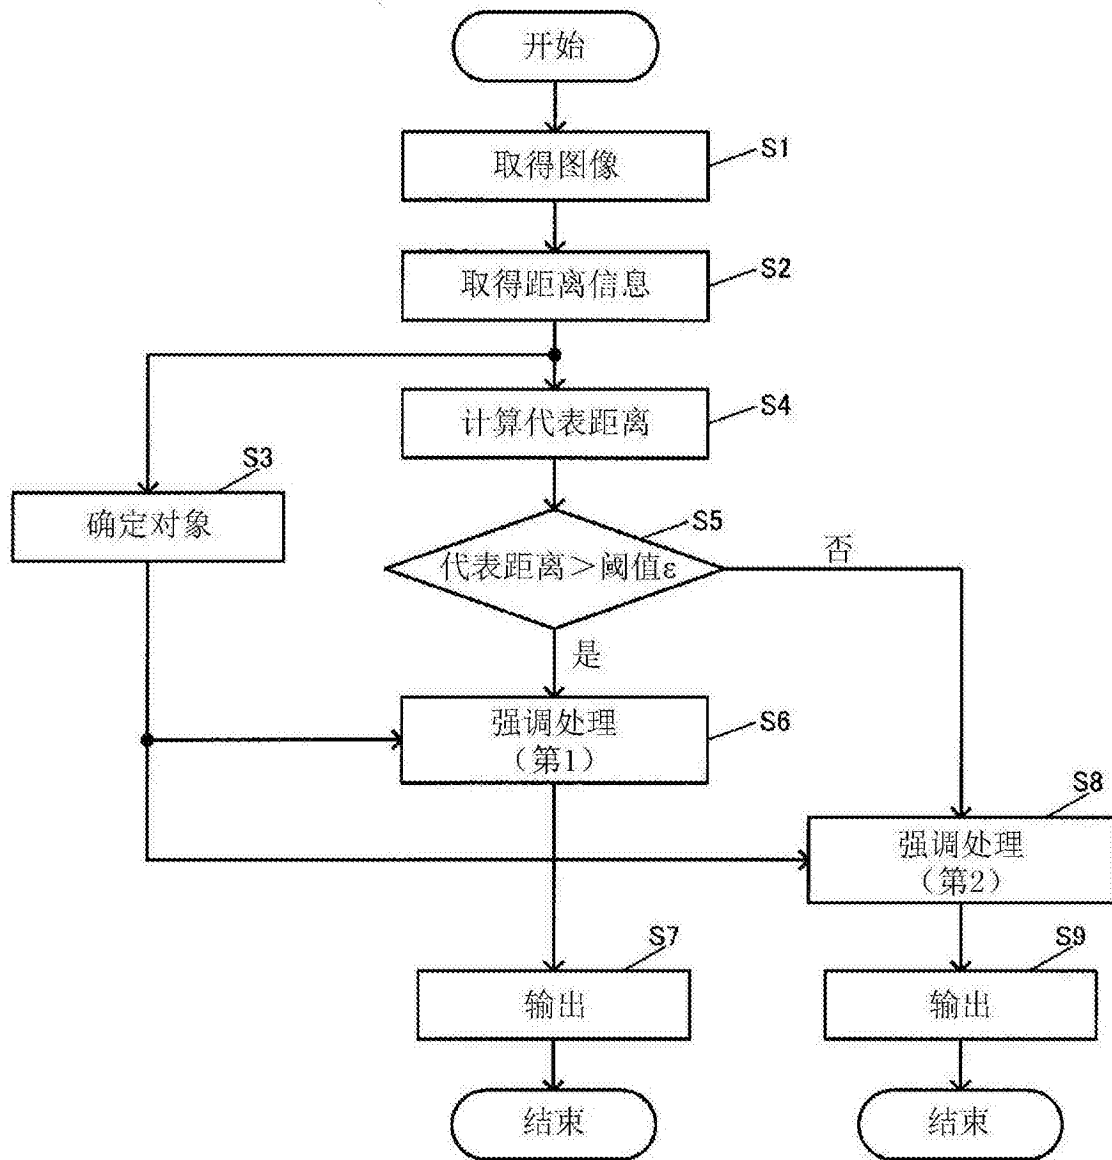 开始
取得图像
S1
取得距离信息
S2
计算代表距离
S4
S3
确定对象
S5
代表距离＞阈值ε
否
是
强调处理
（第1）
S6
S8
强调处理
（第2）
S7
输出
S9
输出
结束
结束